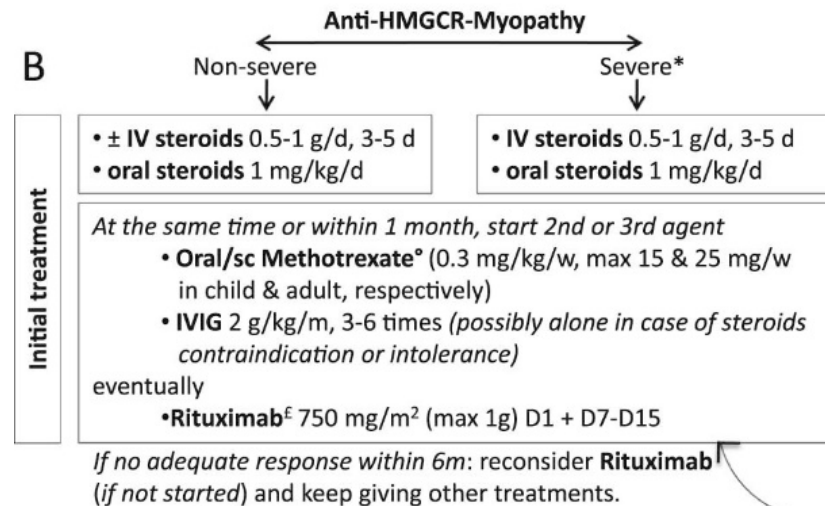 Anti-HMGCR-Myopathy
B
Non-severe
Severe*
• ± IV steroids 0.5-1 g/d, 3-5 d
• oral steroids 1 mg/kg/d
• IV steroids 0.5-1 g/d, 3-5 d
• oral steroids 1 mg/kg/d
Initial treatment
At the same time or within 1 month, start 2nd or 3rd agent
• Oral/sc Methotrexate° (0.3 mg/kg/w, max 15 & 25 mg/w
in child & adult, respectively)
• IVIG 2 g/kg/m, 3-6 times (possibly alone in case of steroids
contraindication or intolerance)
eventually
•Rituximab£ 750 mg/m² (max 1g) D1 + D7-D15
If no adequate response within 6m: reconsider Rituximab
(if not started) and keep giving other treatments.